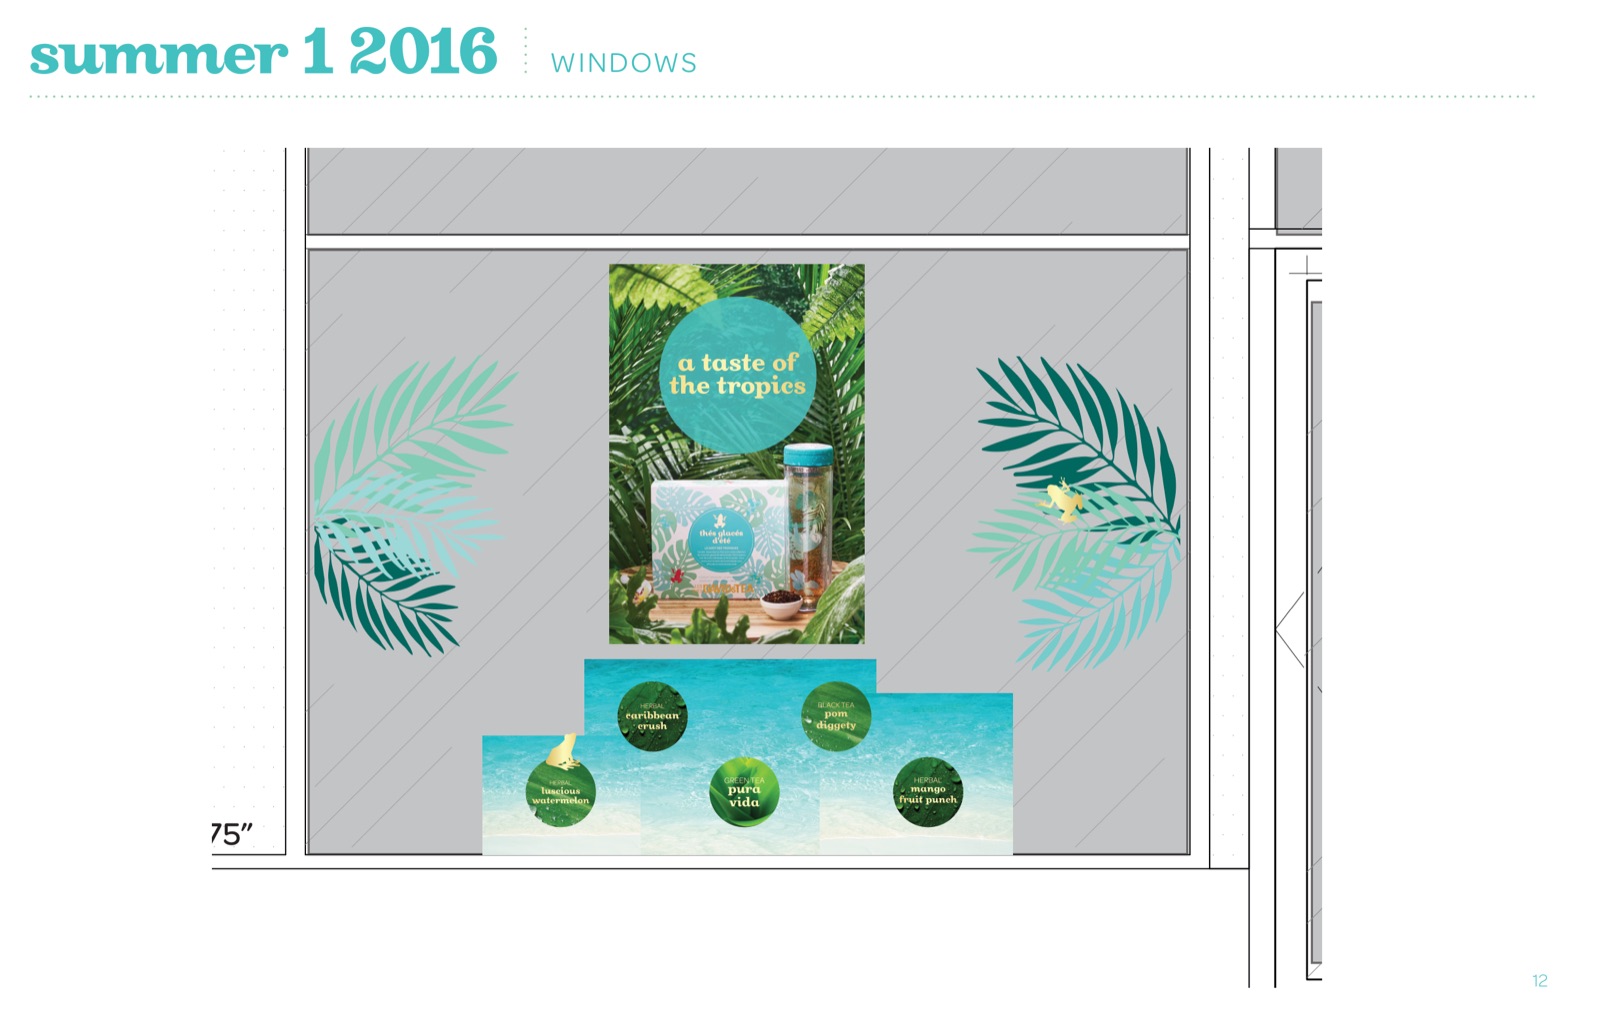 summer 1 2016
WINDOWS
a taste of
the tropics
thés glacés
d'été
DAVIDsTEA
HERBAL
caribbean
crush
BLACK TEA
pom
diggety
HERBAL
luscious
watermelon
GREEN TEA
pura
vida
HERBAL
mango
fruit punch
75"
12